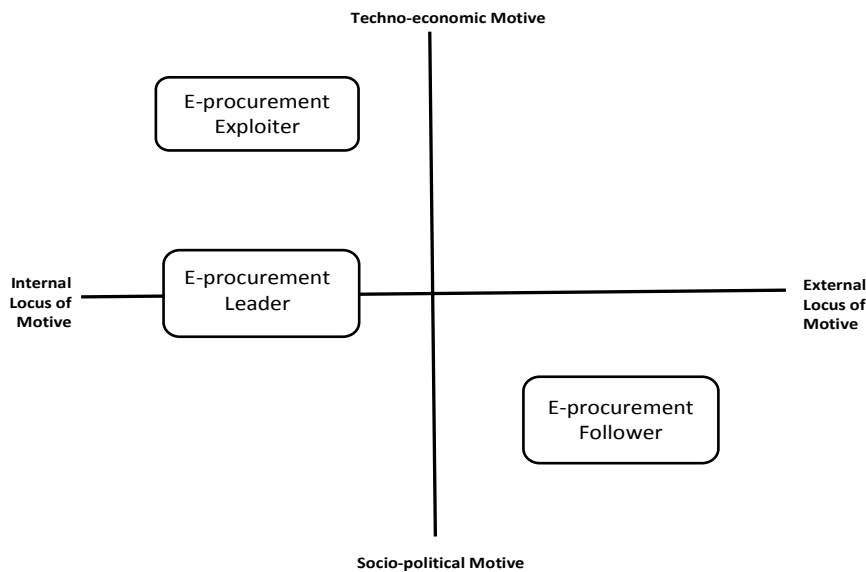 Techno-economic Motive
E-procurement
Exploiter
Internal
Locus of
Motive
E-procurement
Leader
External
Locus of
Motive
E-procurement
Follower
Socio-political Motive